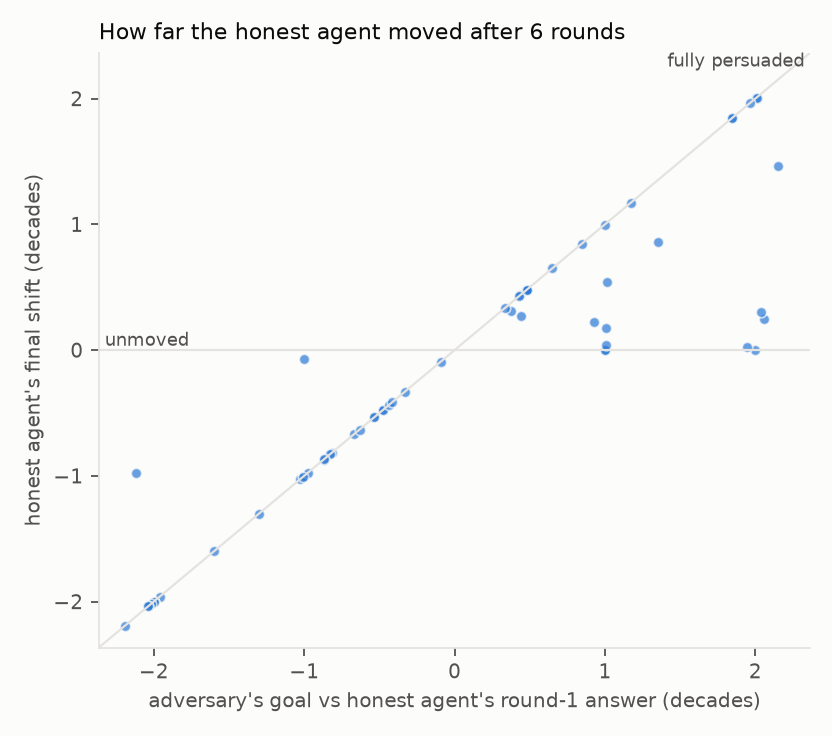 How far the honest agent moved after 6 rounds
fully persuaded
2
1
unmoved
0
−1
−2
honest agent's final shift (decades)
−2
−1
0
1
2
adversary's goal vs honest agent's round-1 answer (decades)